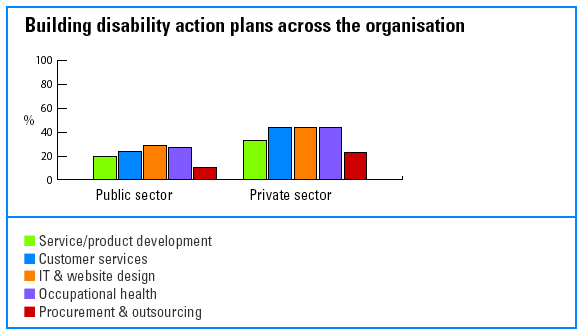 Building disability action plans across the organisation
100
80
60
%
40
20
0
Public sector Private sector
Service/product development
Customer services
IT & website design
Occupational health
Procurement & outsourcing